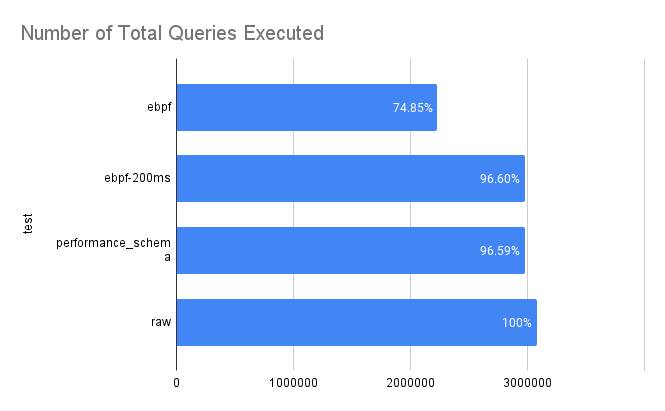 Number of Total Queries Executed
ebpf
74.85%
ebpf-200ms
96.60%
test
performance_schem
a
96.59%
raw
100%
0
1000000
2000000
3000000